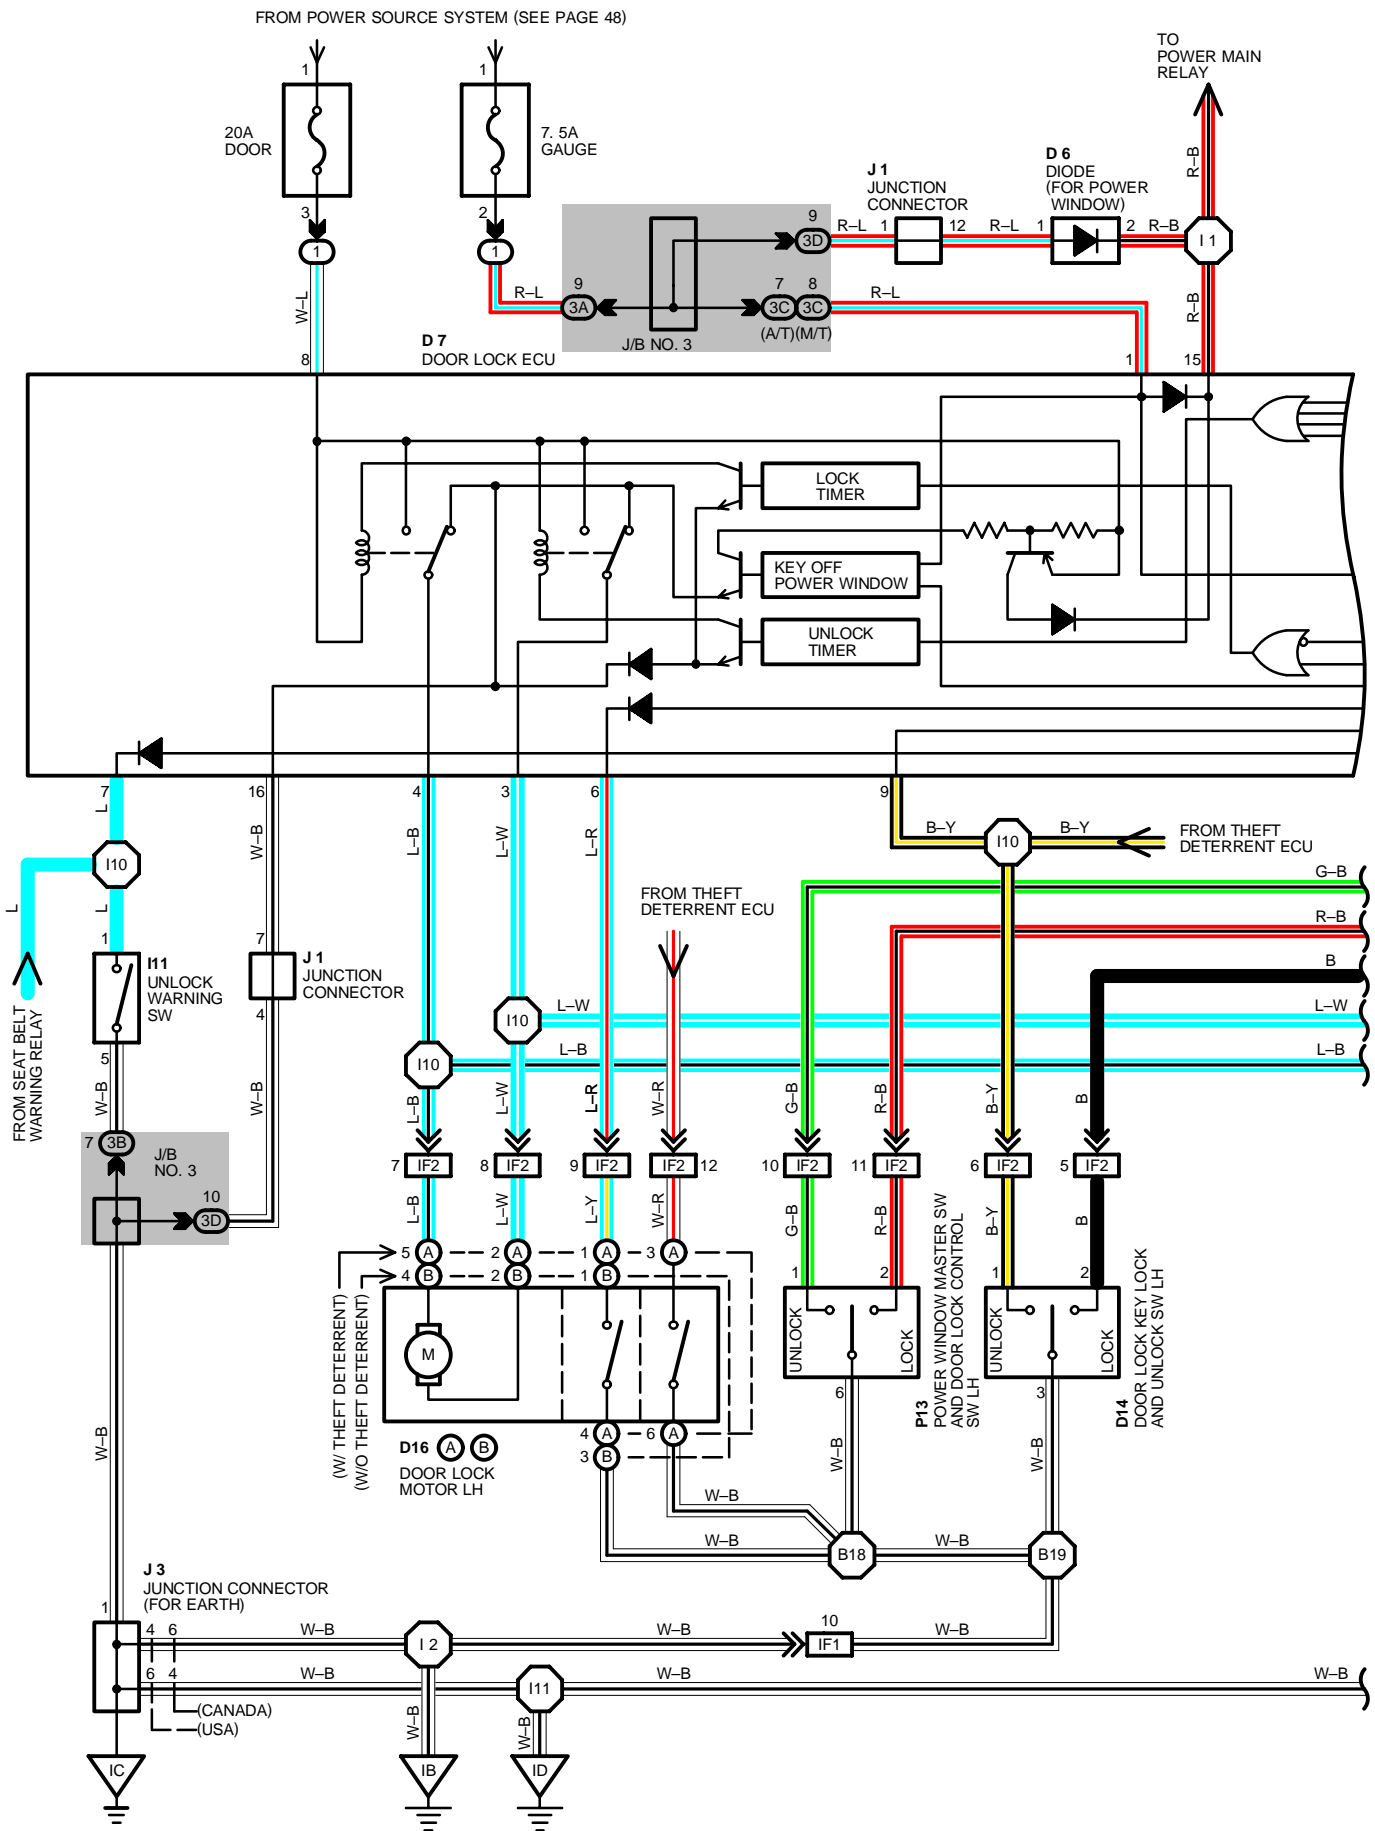 FROM POWER SOURCE SYSTEM (SEE PAGE 48)
TO
POWER MAIN
RELAY
1
1
20A
DOOR
7. 5A
GAUGE
R–B
D 6
DIODE
(FOR POWER
WINDOW)
J 1
JUNCTION
CONNECTOR
3
2
9
R–L
1
12
R–L
1
2
R–B
1
1
3D
I 1
W–L
R–L
9
7
8
R–L
R–B
3A
3C
3C
(A/T)
(M/T)
J/B NO. 3
D 7
DOOR LOCK ECU
8
1
15
LOCK
TIMER
KEY OFF
POWER WINDOW
UNLOCK
TIMER
7
16
4
3
6
9
L
W–B
L–B
L–W
L–R
B–Y
I10
B–Y
FROM THEFT
DETERRENT ECU
I10
L
L
G–B
FROM THEFT
DETERRENT ECU
R–B
1
7
I11
UNLOCK
WARNING
SW
J 1
JUNCTION
CONNECTOR
B
4
I10
L–W
L–W
5
I10
L–B
L–B
FROM SEAT BELT
WARNING RELAY
W–B
W–B
L–B
L–W
L–R
W–R
G–B
R–B
B–Y
B
7
3B
J/B
NO. 3
7
IF2
8
IF2
9
IF2
IF2
12
10
IF2
11
IF2
6
IF2
5
IF2
10
3D
L–B
L–W
L–Y
W–R
G–B
R–B
B–Y
B
5
A
2
A
1
A
3
A
4
B
2
B
1
B
1
2
1
2
(W/ THEFT DETERRENT)
(W/O THEFT DETERRENT)
M
UNLOCK
LOCK
UNLOCK
LOCK
P13
POWER WINDOW MASTER SW
AND DOOR LOCK CONTROL
SW LH
D14
DOOR LOCK KEY LOCK
AND UNLOCK SW LH
6
3
4
A
6
A
3
B
D16
A
B
DOOR LOCK
MOTOR LH
W–B
W–B
W–B
W–B
W–B
B18
W–B
B19
J 3
JUNCTION CONNECTOR
(FOR EARTH)
1
4
6
W–B
I 2
W–B
10
IF1
W–B
6
4
W–B
I11
W–B
W–B
(CANADA)
(USA)
W–B
W–B
IC
IB
ID